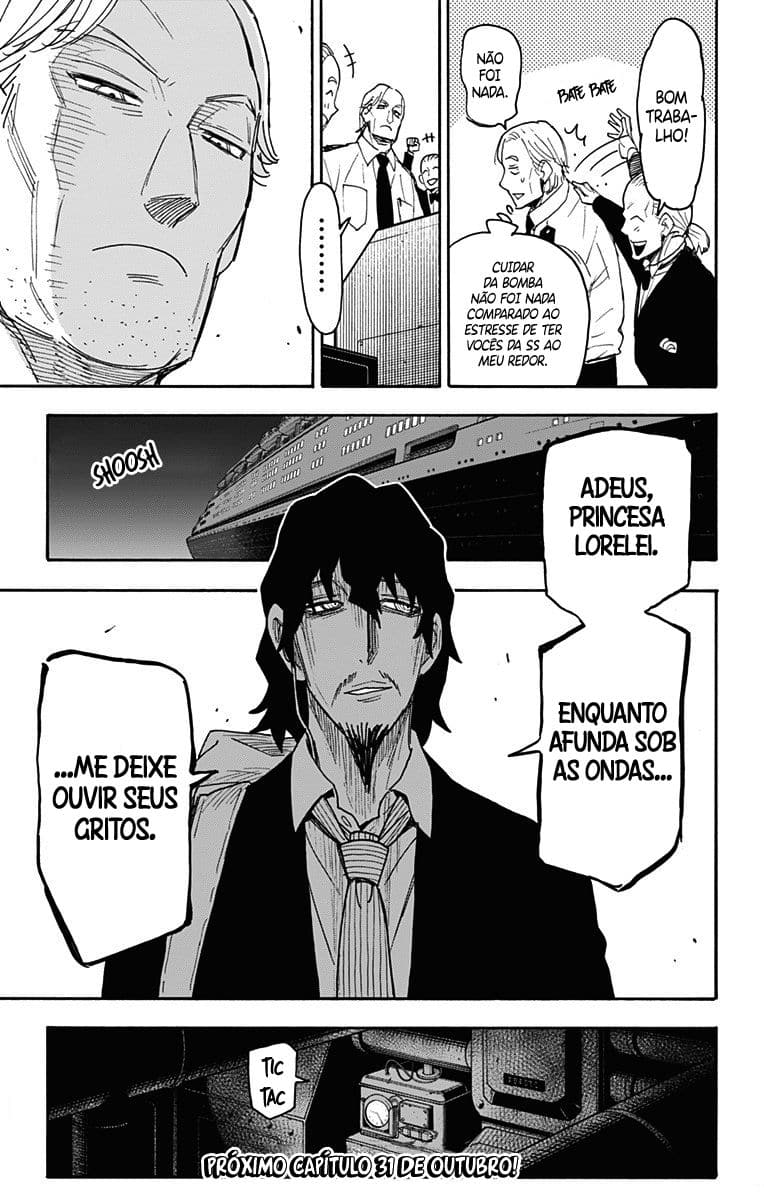 BOM
TRABA-
LHO!
BATE BATE
NÃO
FOI
NADA.
CUIDAR
DA BOMBA
NÃO FOI NADA
COMPARADO AO
ESTRESSE DE TER
VOCÊS DA SS AO
MEU REDOR.
........
SHOOSH
ADEUS,
PRINCESA
LORELEI.
ENQUANTO
AFUNDA SOB
AS ONDAS...
...ME DEIXE
OUVIR SEUS
GRITOS.
TIC
TAC
PRÓXIMO CAPÍTULO 31 DE OUTUBRO!